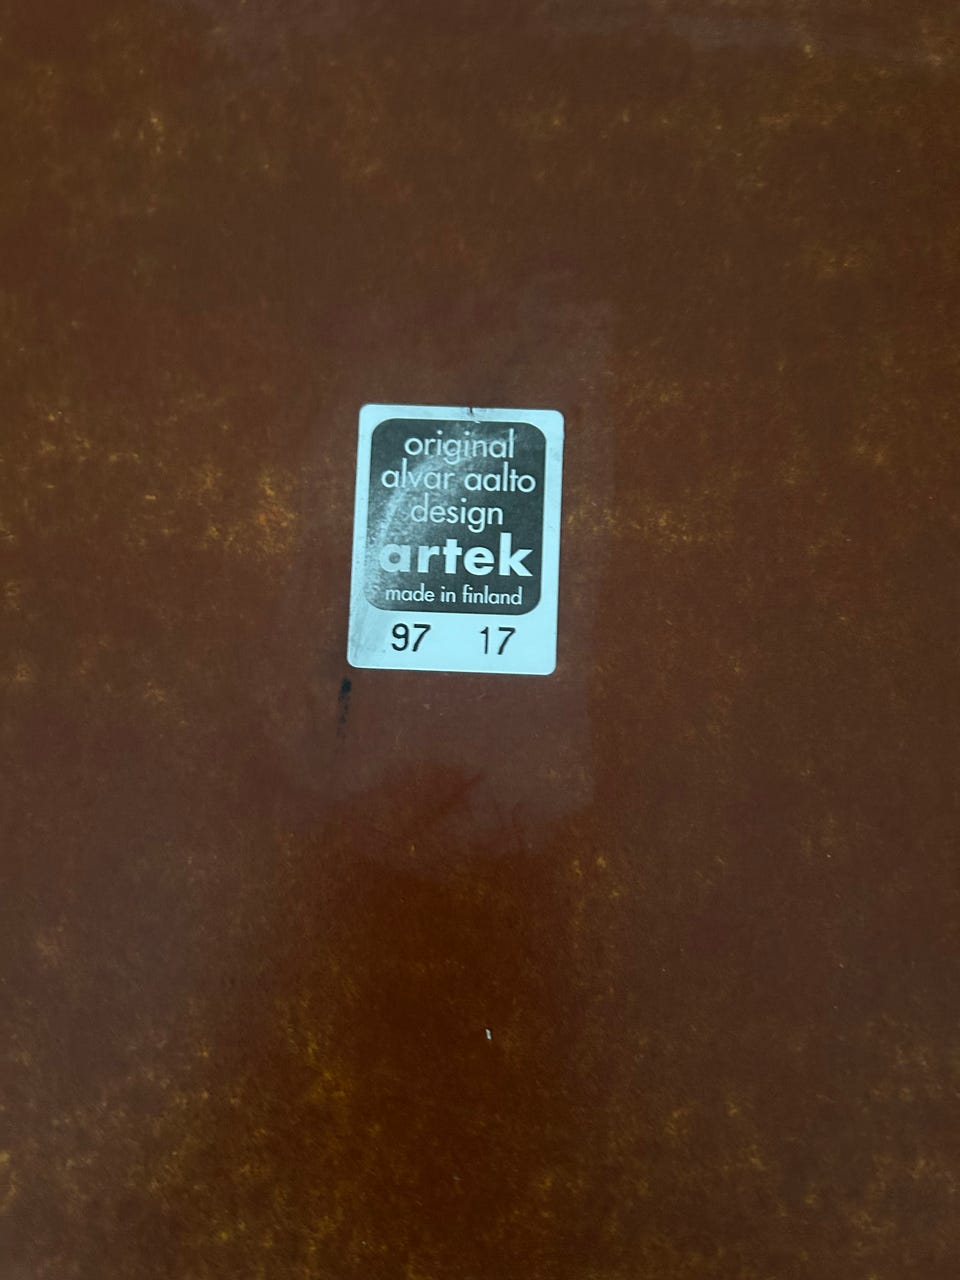 original
alvar aalto
design
artek
made in finland
97 17